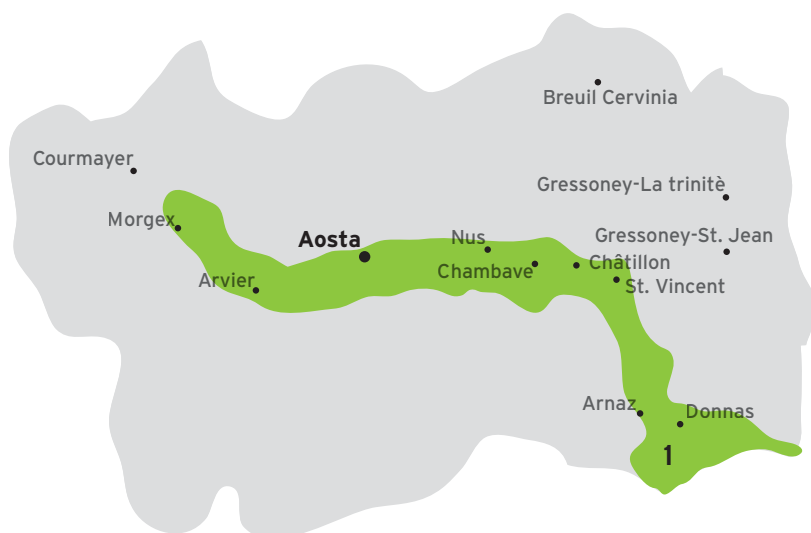 Breuil Cervinia
Courmayer
Gressoney-La trinitè
Morgex
Aosta
Nus
Gressoney-St. Jean
Arvier
Chambave
Châtillon
St. Vincent
Arnaz
Donnas
1